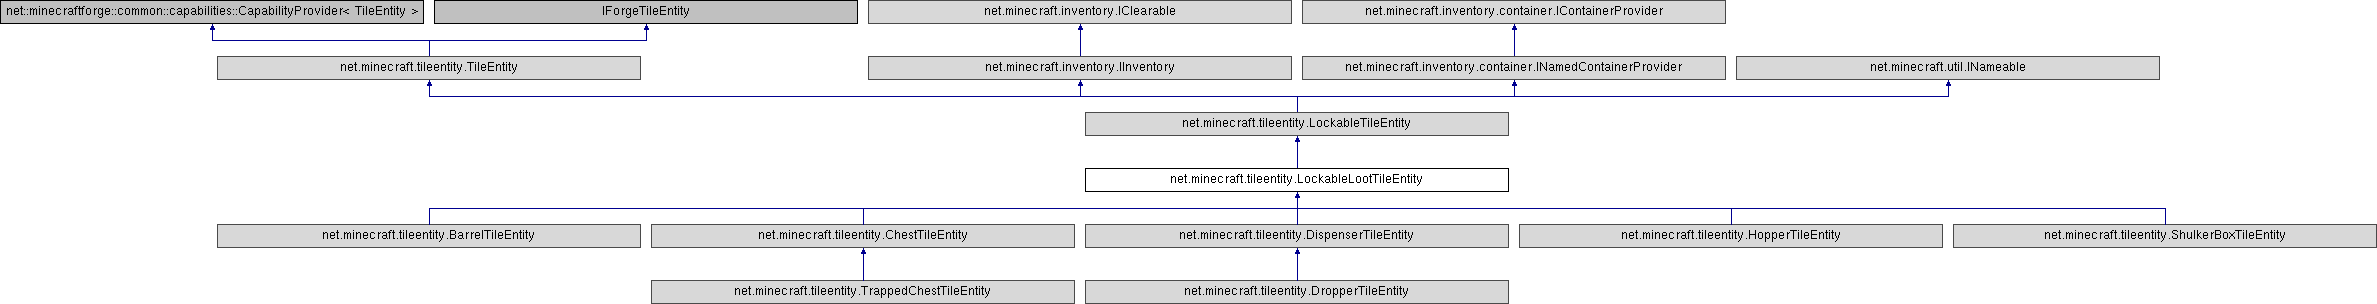 net::minecraftforge::common::capabilities::CapabilityProvider< TileEntity >
IForgeTileEntity
net.minecraft.inventory.IClearable
net.minecraft.inventory.container.IContainerProvider
net.minecraft.tileentity.TileEntity
net.minecraft.inventory.IInventory
net.minecraft.inventory.container.INamedContainerProvider
net.minecraft.util.INameable
net.minecraft.tileentity.LockableTileEntity
net.minecraft.tileentity.LockableLootTileEntity
net.minecraft.tileentity.BarrelTileEntity
net.minecraft.tileentity.ChestTileEntity
net.minecraft.tileentity.DispenserTileEntity
net.minecraft.tileentity.HopperTileEntity
net.minecraft.tileentity.ShulkerBoxTileEntity
net.minecraft.tileentity.TrappedChestTileEntity
net.minecraft.tileentity.DropperTileEntity